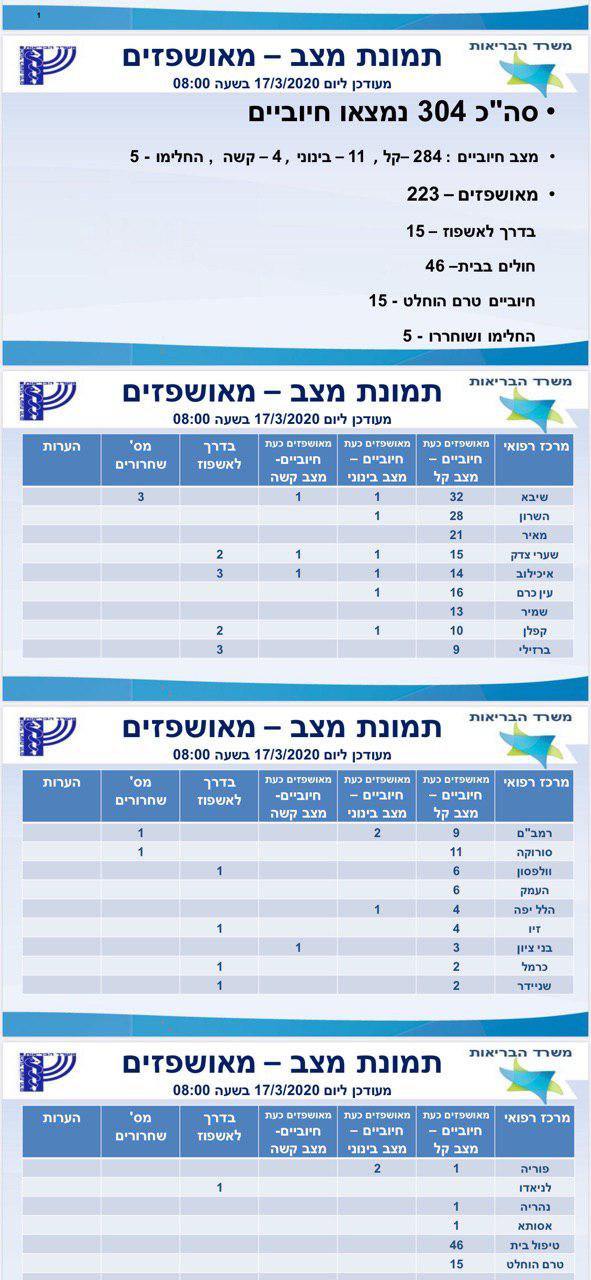 1
משרד הבריאות
תמונת מצב – מאושפזים
מעודכן ליום 17/3/2020 בשעה 08:00
• סה"כ 304 נמצאו חיוביים
• מצב חיוביים : 284 –קל , 11 – בינוני , 4 – קשה , החלימו - 5
• מאושפזים – 223
בדרך לאשפוז – 15
חולים בבית– 46
חיוביים טרם הוחלט - 15
החלימו ושוחררו - 5
משרד הבריאות
תמונת מצב – מאושפזים
מעודכן ליום 17/3/2020 בשעה 08:00
מרכז רפואי מאושפזים כעת חיוביים – מצב קל מאושפזים כעת חיוביים – מצב בינוני מאושפזים כעת חיוביים- מצב קשה בדרך לאשפוז מס' שחרורים הערות
שיבא 32 1 1 3
השרון 28 1
מאיר 21
שערי צדק 15 1 1 2
איכילוב 14 1 1 3
עין כרם 16 1
שמיר 13
קפלן 10 1 2
ברזילי 9 3
משרד הבריאות
תמונת מצב – מאושפזים
מעודכן ליום 17/3/2020 בשעה 08:00
מרכז רפואי מאושפזים כעת חיוביים – מצב קל מאושפזים כעת חיוביים – מצב בינוני מאושפזים כעת חיוביים- מצב קשה בדרך לאשפוז מס' שחרורים הערות
רמב"ם 9 2 1
סורוקה 11 1
וולפסון 6 1
העמק 6
הלל יפה 4 1
זיו 4 1
בני ציון 3 1
כרמל 2 1
שניידר 2 1
משרד הבריאות
תמונת מצב – מאושפזים
מעודכן ליום 17/3/2020 בשעה 08:00
מרכז רפואי מאושפזים כעת חיוביים – מצב קל מאושפזים כעת חיוביים – מצב בינוני מאושפזים כעת חיוביים- מצב קשה בדרך לאשפוז מס' שחרורים הערות
פוריה 1 2
לניאדו 1
נהריה 1
אסותא 1
טיפול בית 46
טרם הוחלט 15